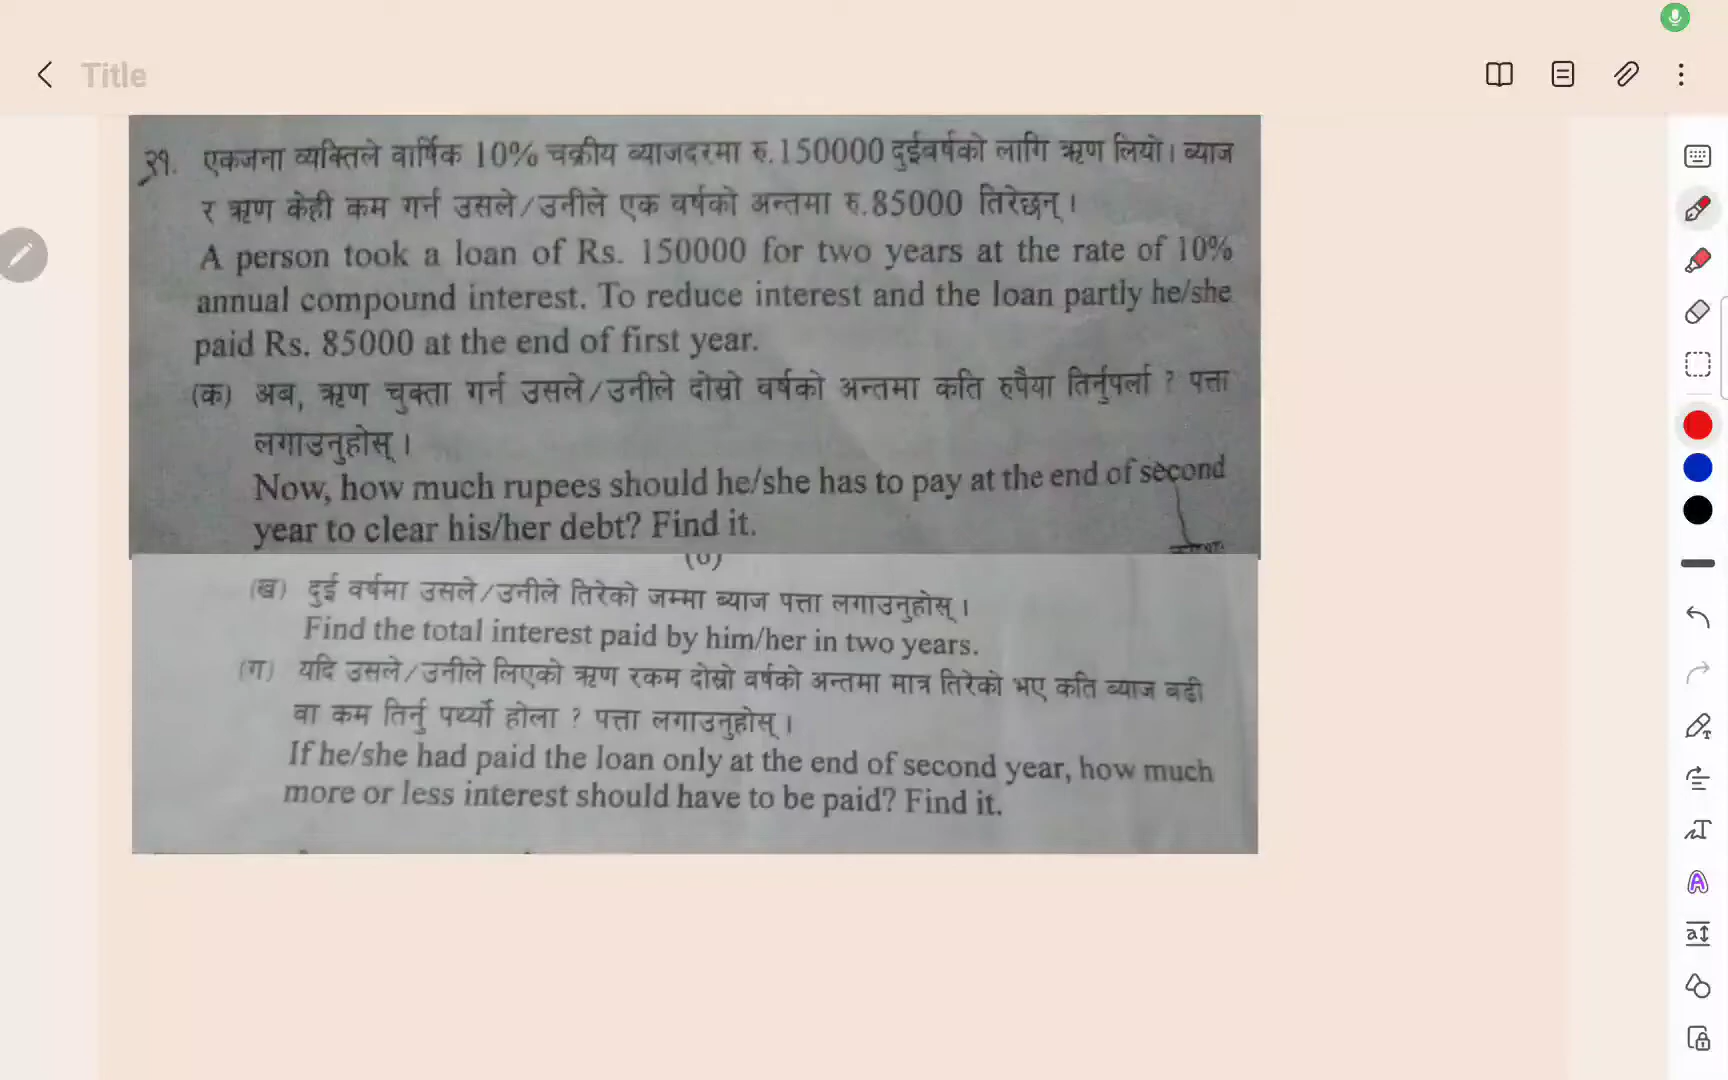 Title
३१. एकजना व्यक्तिले वार्षिक 10% चक्रीय ब्याजदरमा रु.150000 दुईवर्षको लागि ऋण लियो। ब्याज
र ऋण केही कम गर्न उसले/उनीले एक वर्षको अन्तमा रु.85000 तिरेछन्।
A person took a loan of Rs. 150000 for two years at the rate of 10%
annual compound interest. To reduce interest and the loan partly he/she
paid Rs. 85000 at the end of first year.
(क) अब, ऋण चुक्ता गर्न उसले/उनीले दोस्रो वर्षको अन्तमा कति रुपैया तिर्नुपर्ला ? पत्ता
लगाउनुहोस्।
Now, how much rupees should he/she has to pay at the end of second
year to clear his/her debt? Find it.
(ख) दुई वर्षमा उसले/उनीले तिरेको जम्मा ब्याज पत्ता लगाउनुहोस्।
Find the total interest paid by him/her in two years.
(ग) यदि उसले/उनीले लिएको ऋण रकम दोस्रो वर्षको अन्तमा मात्र तिरेको भए कति ब्याज बढी
वा कम तिर्नु पर्थ्यो होला ? पत्ता लगाउनुहोस्।
If he/she had paid the loan only at the end of second year, how much
more or less interest should have to be paid? Find it.